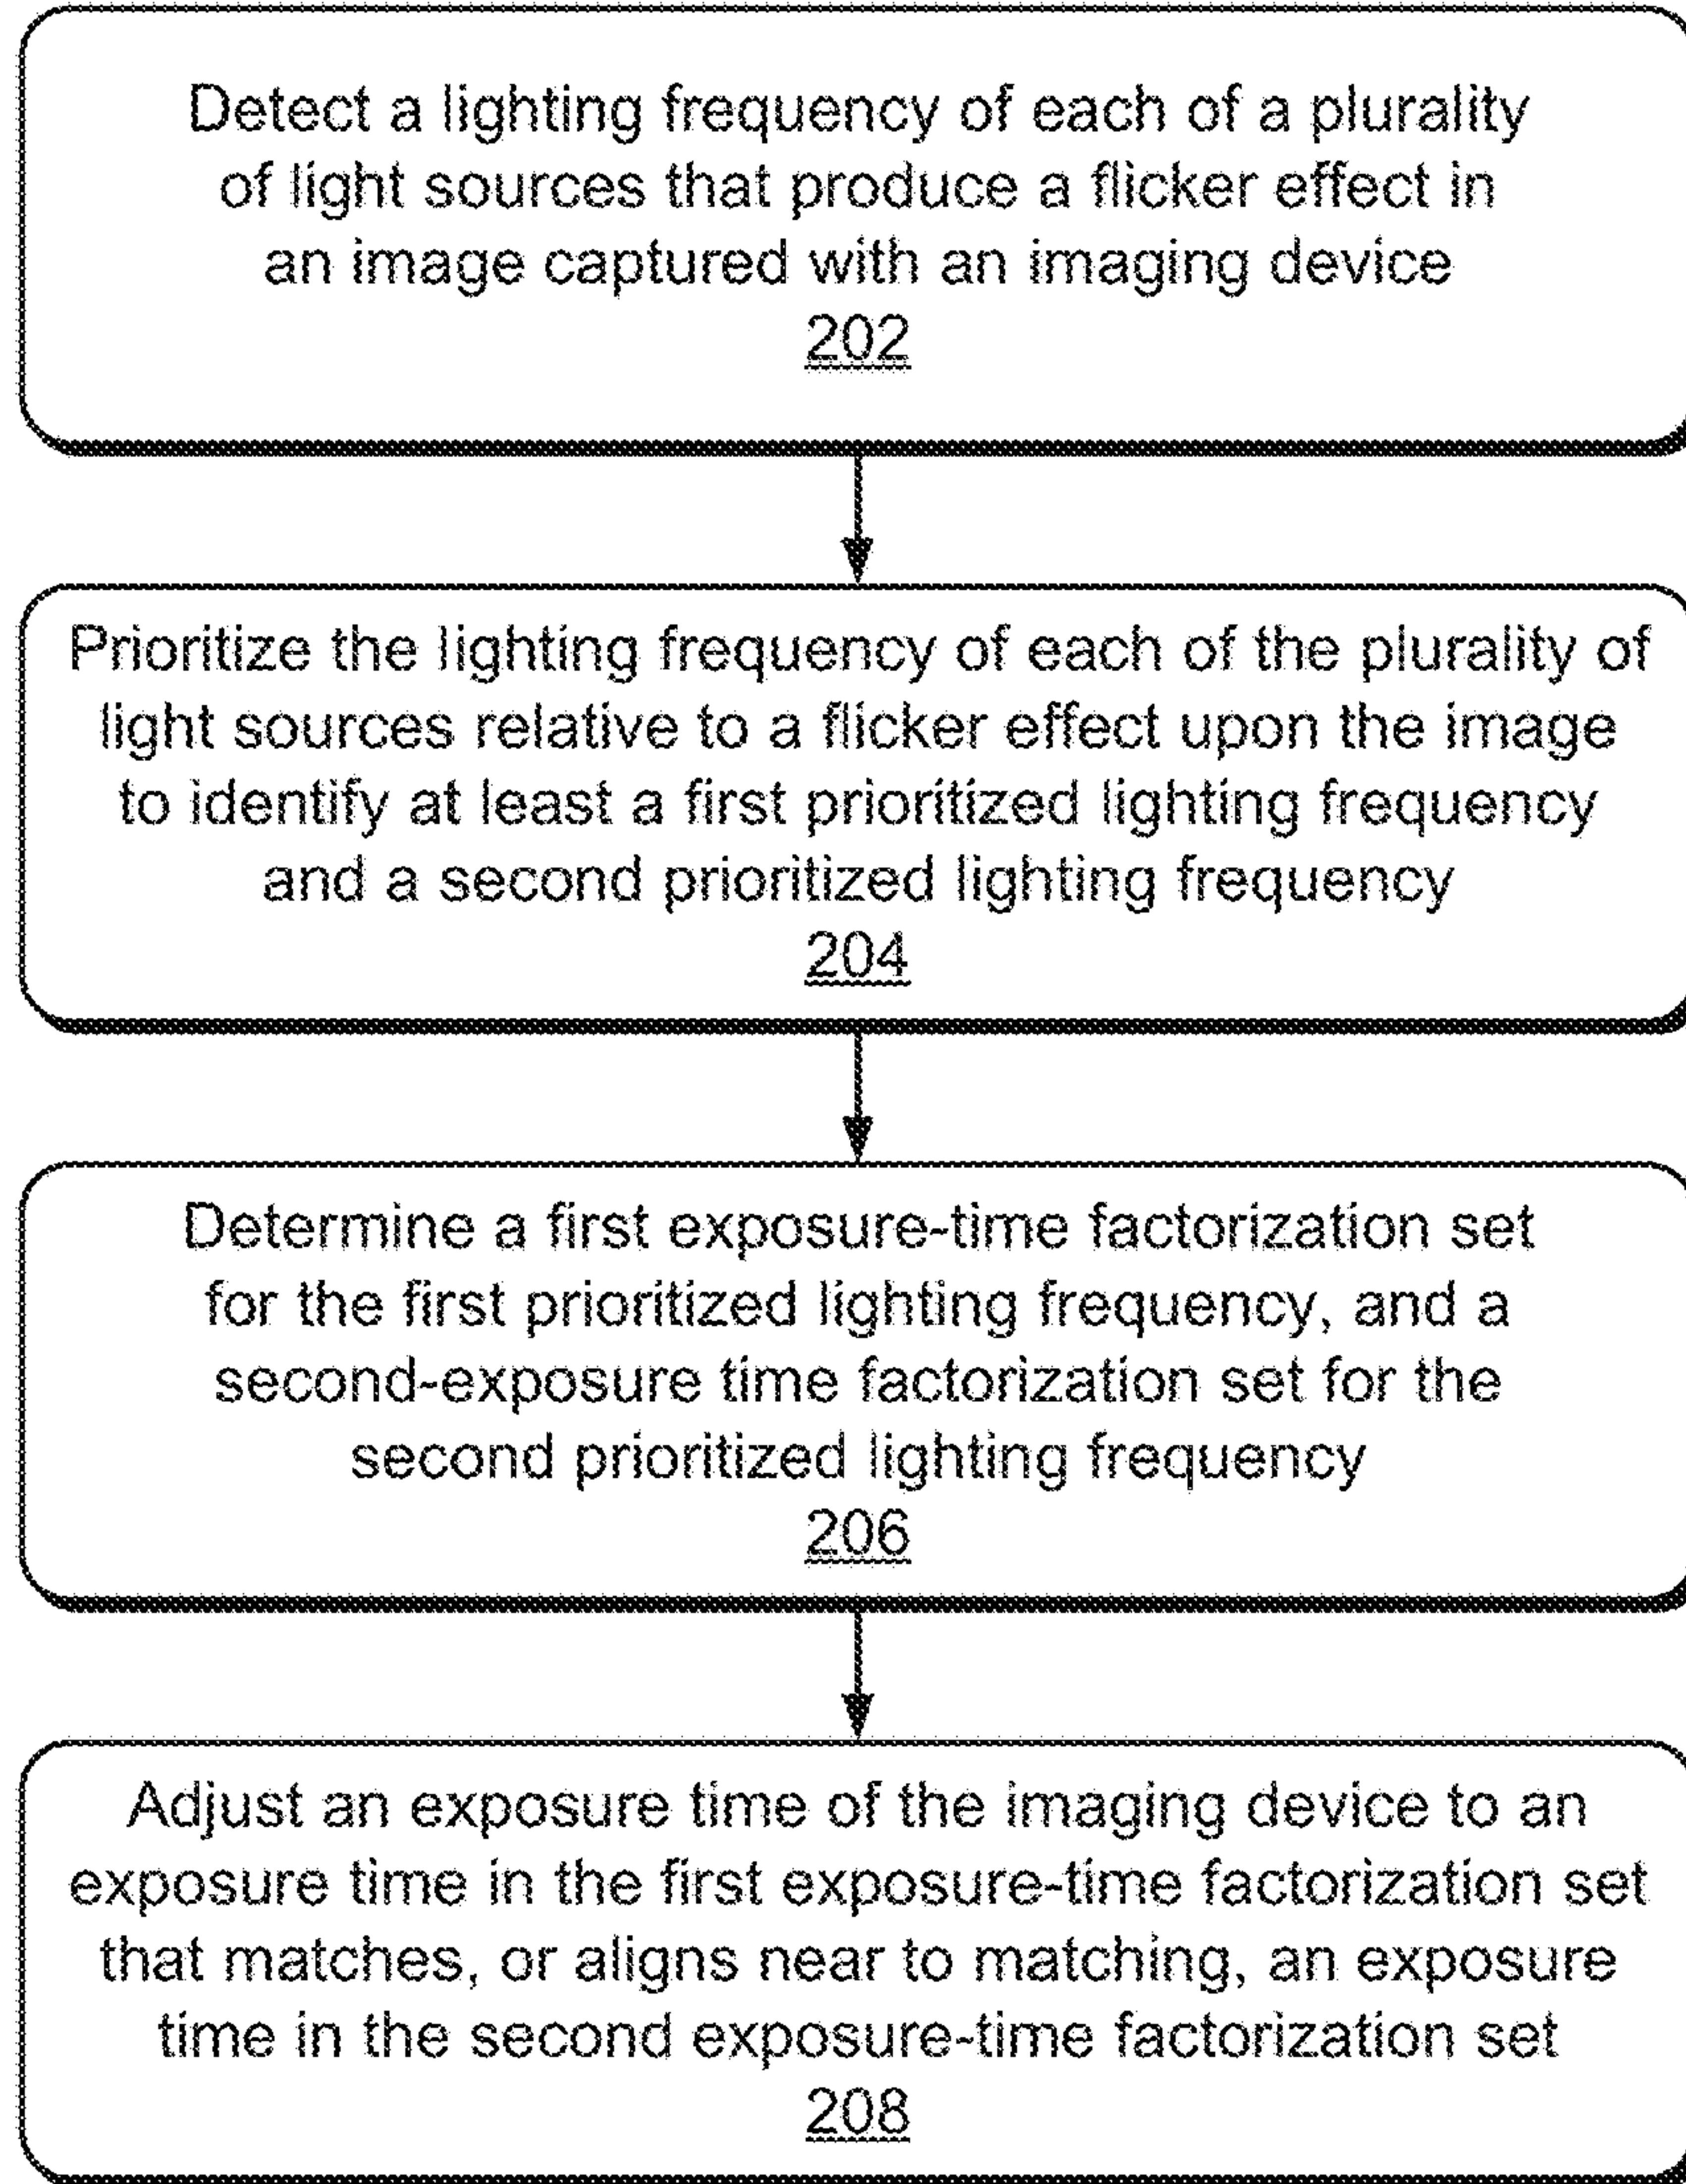 Detect a lighting frequency of each of a plurality
of light sources that produce a flicker effect in
an image captured with an imaging device
202
Prioritize the lighting frequency of each of the plurality of
light sources relative to a flicker effect upon the image
to identify at least a first prioritized lighting frequency
and a second prioritized lighting frequency
204
Determine a first exposure-time factorization set
for the first prioritized lighting frequency, and a
second-exposure time factorization set for the
second prioritized lighting frequency
206
Adjust an exposure time of the imaging device to an
exposure time in the first exposure-time factorization set
that matches, or aligns near to matching, an exposure
time in the second exposure-time factorization set
208